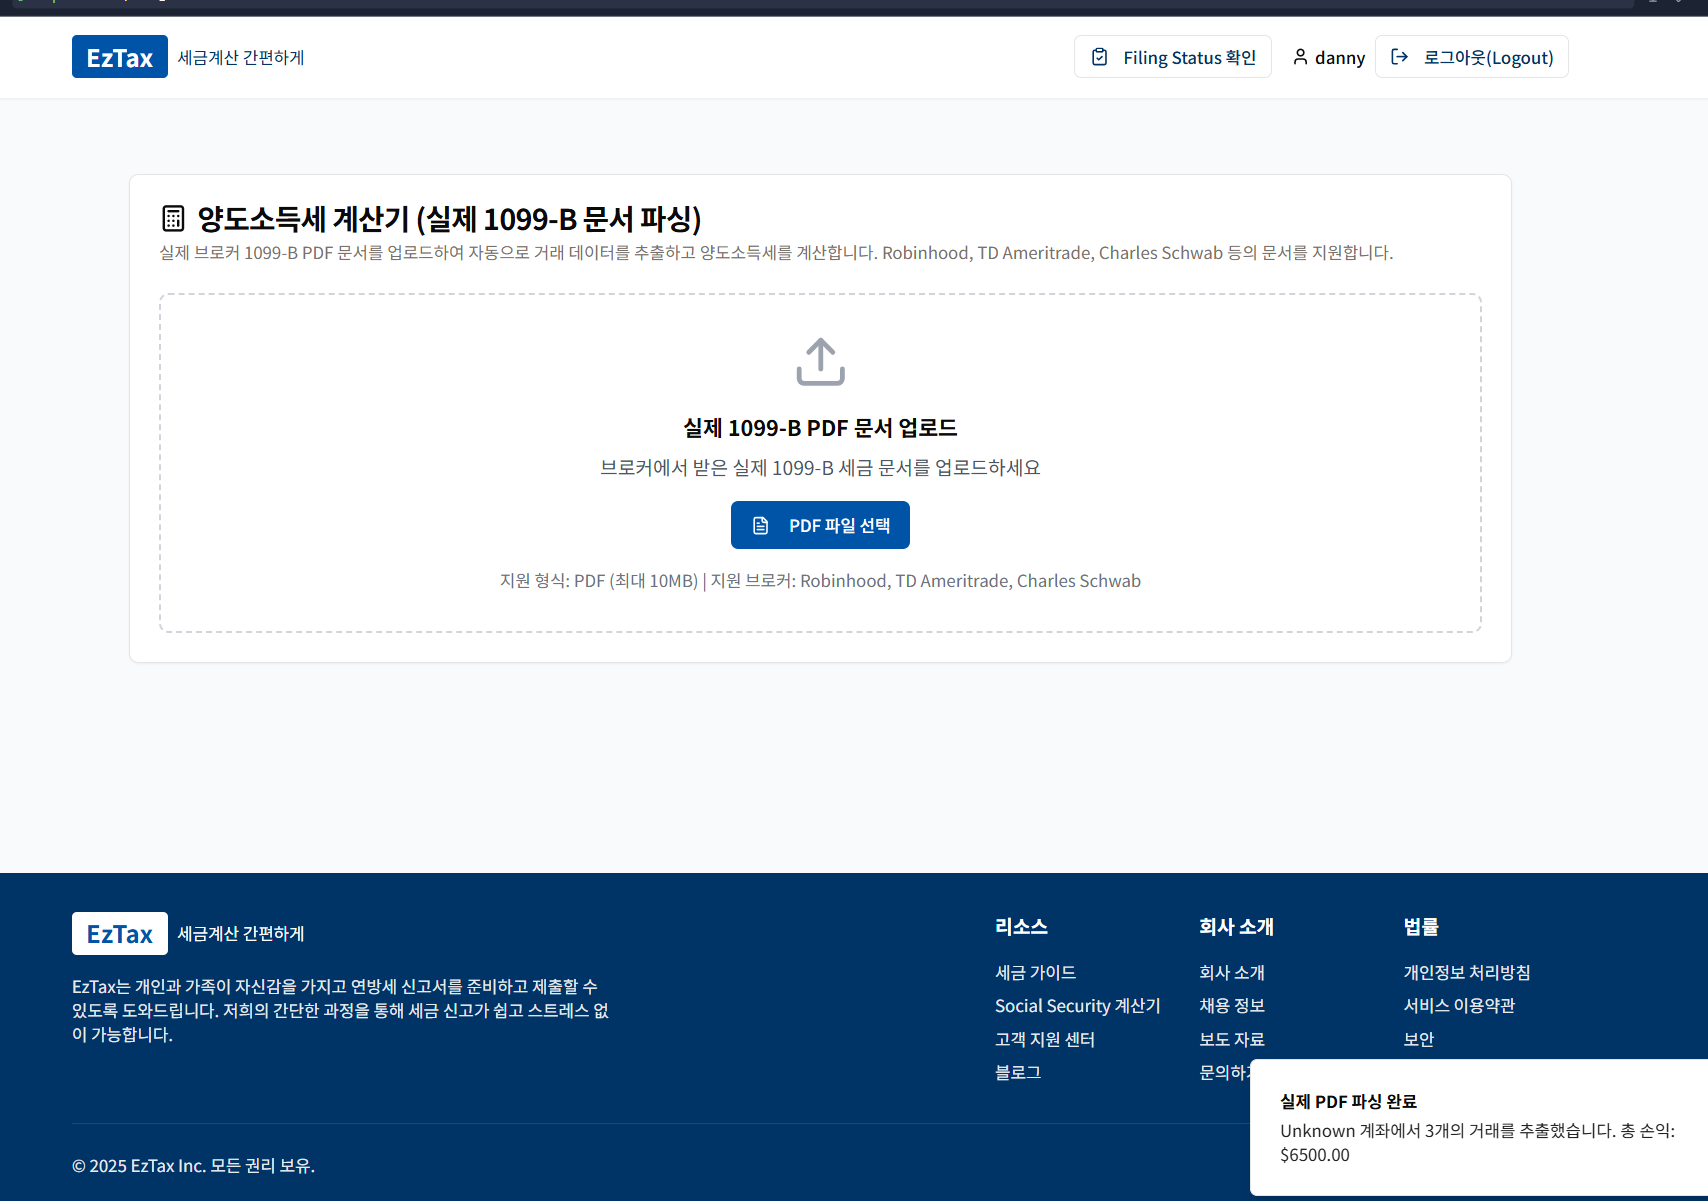 EzTax 세금계산 간편하게
Filing Status 확인
danny
로그아웃(Logout)
양도소득세 계산기 (실제 1099-B 문서 파싱)
실제 브로커 1099-B PDF 문서를 업로드하여 자동으로 거래 데이터를 추출하고 양도소득세를 계산합니다. Robinhood, TD Ameritrade, Charles Schwab 등의 문서를 지원합니다.
실제 1099-B PDF 문서 업로드
브로커에서 받은 실제 1099-B 세금 문서를 업로드하세요
PDF 파일 선택
지원 형식: PDF (최대 10MB) | 지원 브로커: Robinhood, TD Ameritrade, Charles Schwab
EzTax 세금계산 간편하게
EzTax는 개인과 가족이 자신감을 가지고 연방세 신고서를 준비하고 제출할 수
있도록 도와드립니다. 저희의 간단한 과정을 통해 세금 신고가 쉽고 스트레스 없
이 가능합니다.
리소스
세금 가이드
Social Security 계산기
고객 지원 센터
블로그
회사 소개
회사 소개
채용 정보
보도 자료
문의하
법률
개인정보 처리방침
서비스 이용약관
보안
실제 PDF 파싱 완료
Unknown 계좌에서 3개의 거래를 추출했습니다. 총 손익:
$6500.00
© 2025 EzTax Inc. 모든 권리 보유.